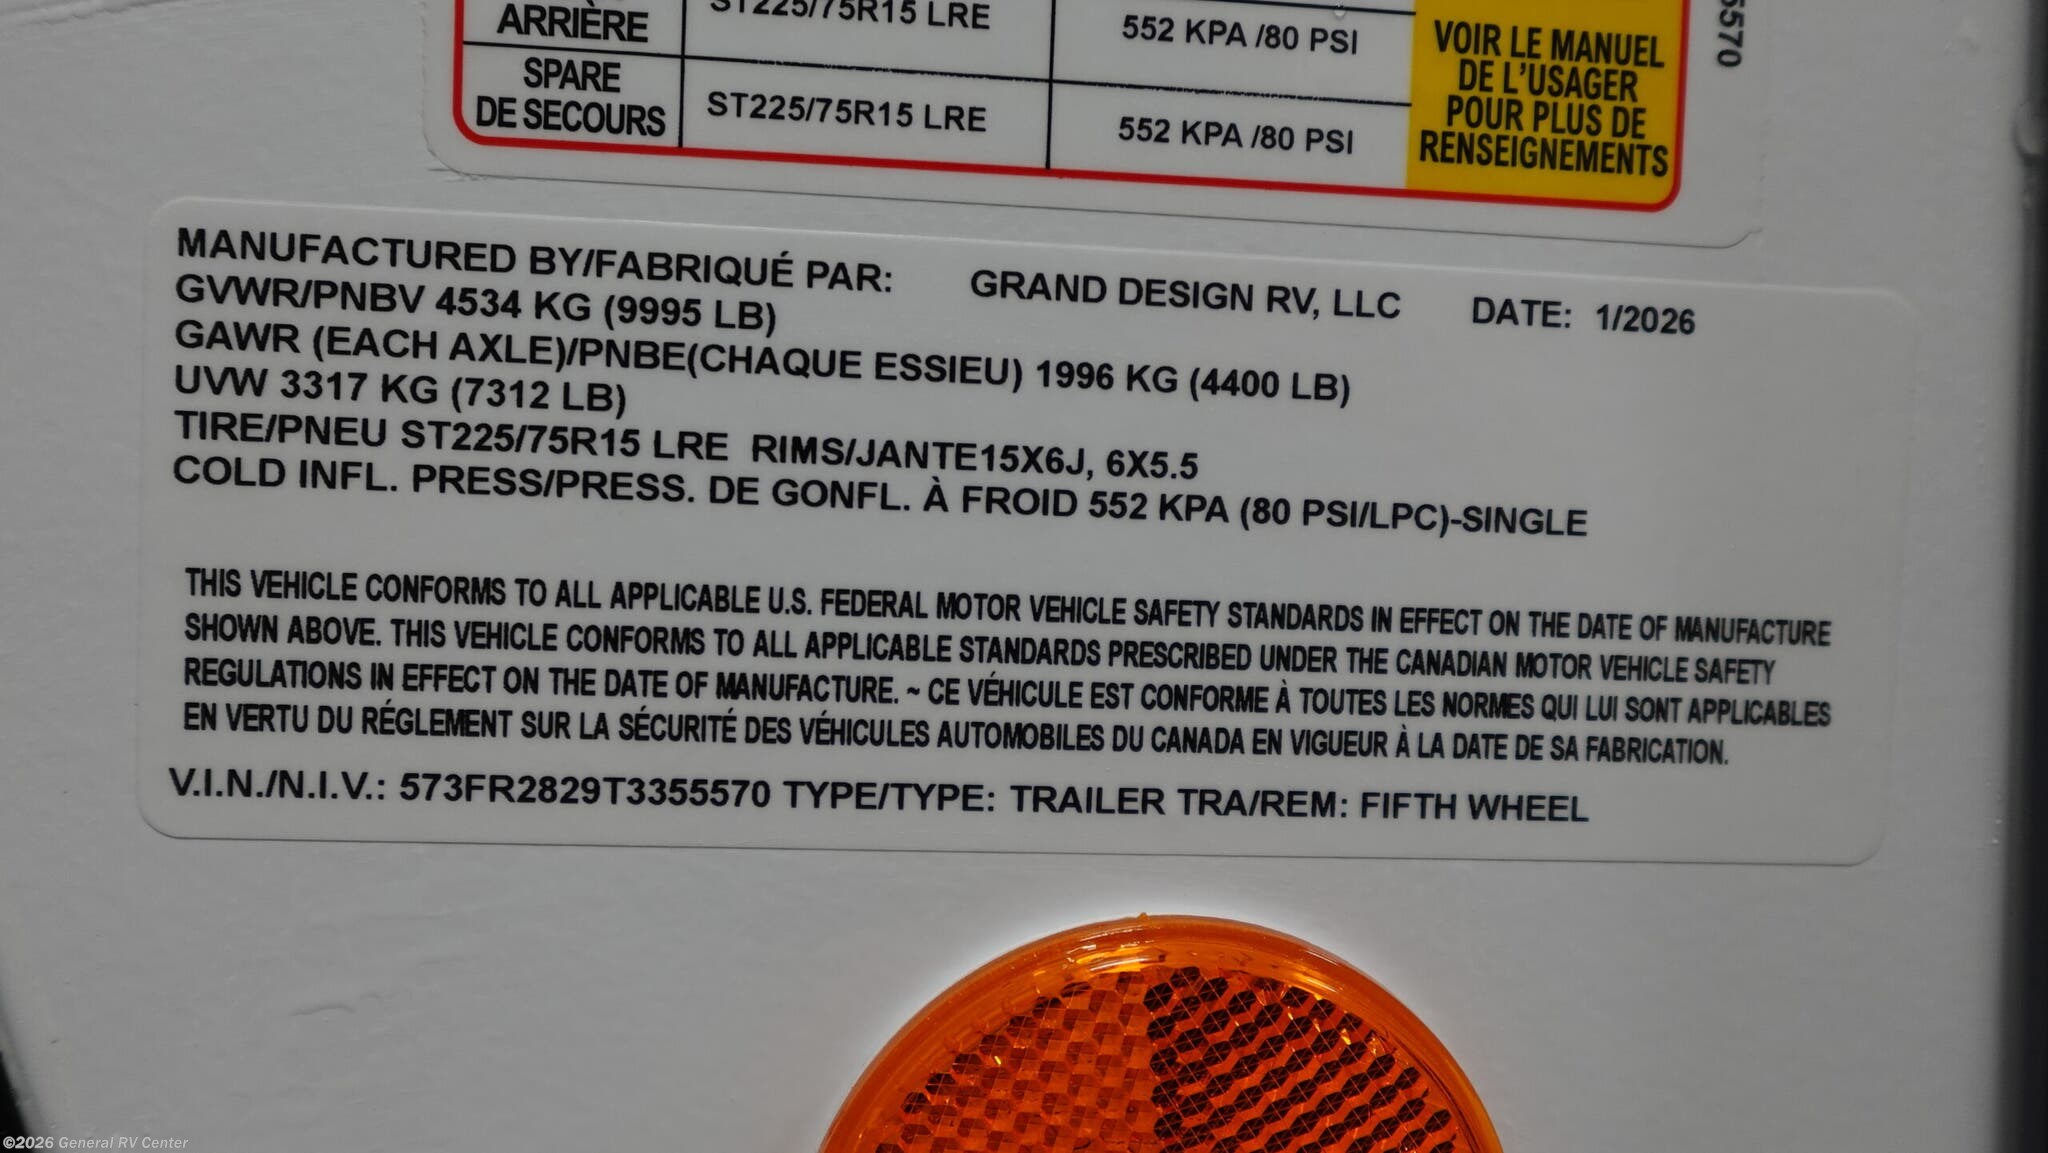 ARRIÈRE
ST225/75R15 LRE
552 KPA /80 PSI
SPARE
DE SECOURS
ST225/75R15 LRE
552 KPA /80 PSI
VOIR LE MANUEL
DE L'USAGER
POUR PLUS DE
RENSEIGNEMENTS
5570
MANUFACTURED BY/FABRIQUÉ PAR: GRAND DESIGN RV, LLC DATE: 1/2026
GVWR/PNBV 4534 KG (9995 LB)
GAWR (EACH AXLE)/PNBE(CHAQUE ESSIEU) 1996 KG (4400 LB)
UVW 3317 KG (7312 LB)
TIRE/PNEU ST225/75R15 LRE RIMS/JANTE15X6J, 6X5.5
COLD INFL. PRESS/PRESS. DE GONFL. À FROID 552 KPA (80 PSI/LPC)-SINGLE
THIS VEHICLE CONFORMS TO ALL APPLICABLE U.S. FEDERAL MOTOR VEHICLE SAFETY STANDARDS IN EFFECT ON THE DATE OF MANUFACTURE
SHOWN ABOVE. THIS VEHICLE CONFORMS TO ALL APPLICABLE STANDARDS PRESCRIBED UNDER THE CANADIAN MOTOR VEHICLE SAFETY
REGULATIONS IN EFFECT ON THE DATE OF MANUFACTURE. ~ CE VÉHICULE EST CONFORME À TOUTES LES NORMES QUI LUI SONT APPLICABLES
EN VERTU DU RÉGLEMENT SUR LA SÉCURITÉ DES VÉHICULES AUTOMOBILES DU CANADA EN VIGUEUR À LA DATE DE SA FABRICATION.
V.I.N./N.I.V.: 573FR2829T3355570 TYPE/TYPE: TRAILER TRA/REM: FIFTH WHEEL
©2026 General RV Center